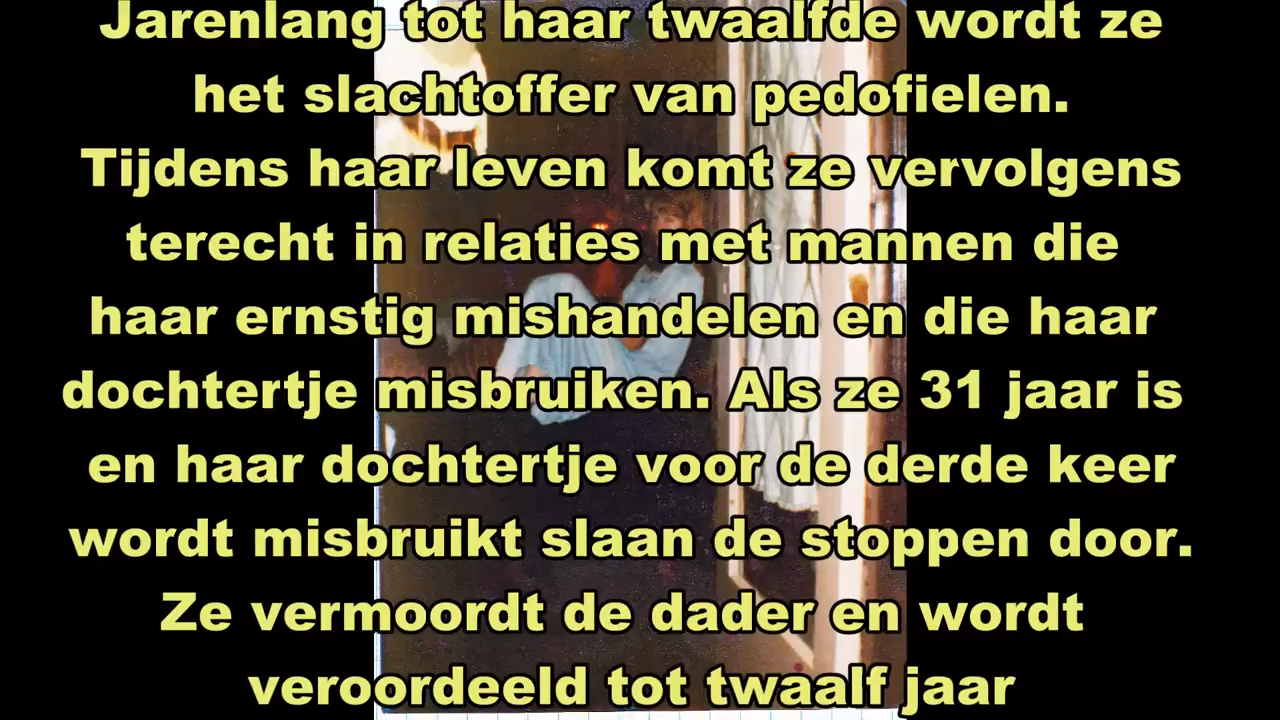 Jarenlang tot haar twaalfde wordt ze
het slachtoffer van pedofielen.
Tijdens haar leven komt ze vervolgens
terecht in relaties met mannen die
haar ernstig mishandelen en die haar
dochtertje misbruiken. Als ze 31 jaar is
en haar dochtertje voor de derde keer
wordt misbruikt slaan de stoppen door.
Ze vermoordt de dader en wordt
veroordeeld tot twaalf jaar